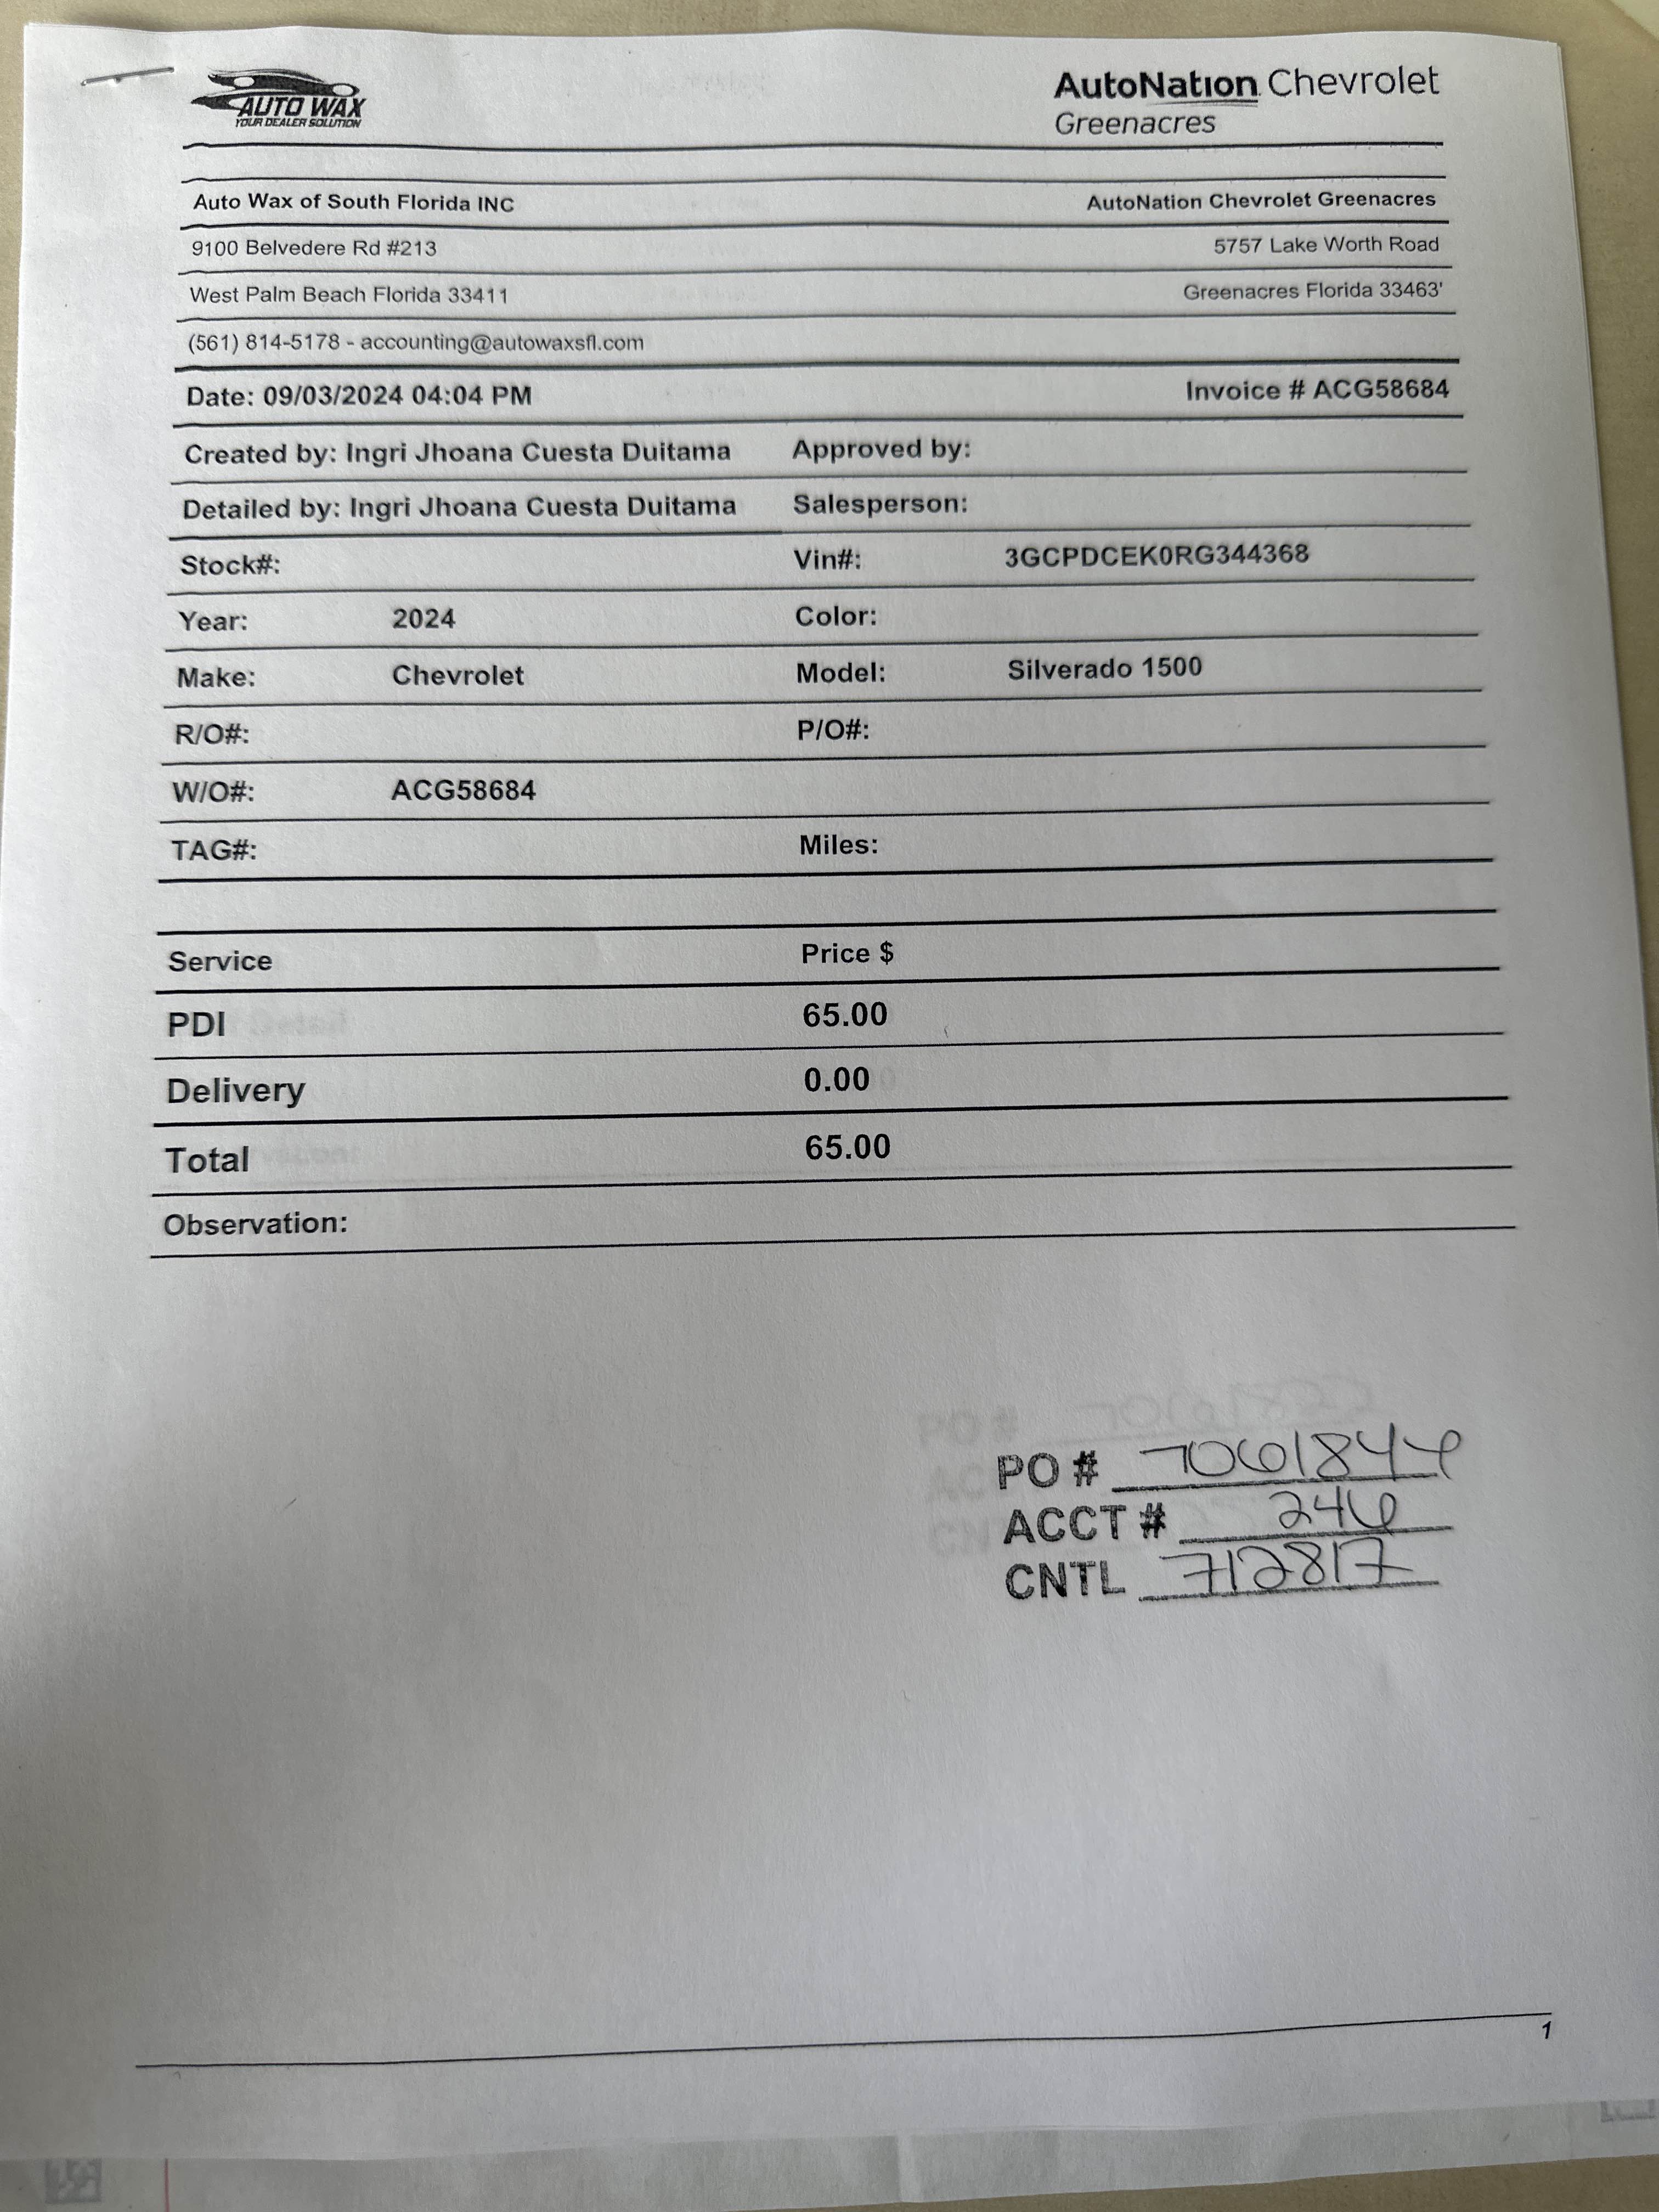 AUTO WAX
YOUR DEALER SOLUTION
AutoNation Chevrolet
Greenacres
Auto Wax of South Florida INC AutoNation Chevrolet Greenacres
9100 Belvedere Rd #213 5757 Lake Worth Road
West Palm Beach Florida 33411 Greenacres Florida 33463'
(561) 814-5178 - accounting@autowaxsfl.com
Date: 09/03/2024 04:04 PM Invoice # ACG58684
Created by: Ingri Jhoana Cuesta Duitama Approved by:
Detailed by: Ingri Jhoana Cuesta Duitama Salesperson:
Stock#: Vin#: 3GCPDCEK0RG344368
Year: 2024 Color:
Make: Chevrolet Model: Silverado 1500
R/O#: P/O#:
W/O#: ACG58684
TAG#: Miles:
Service Price $
PDI 65.00
Delivery 0.00
Total 65.00
Observation:
PO # 7061844
ACCT # 246
CNTL 712817
1